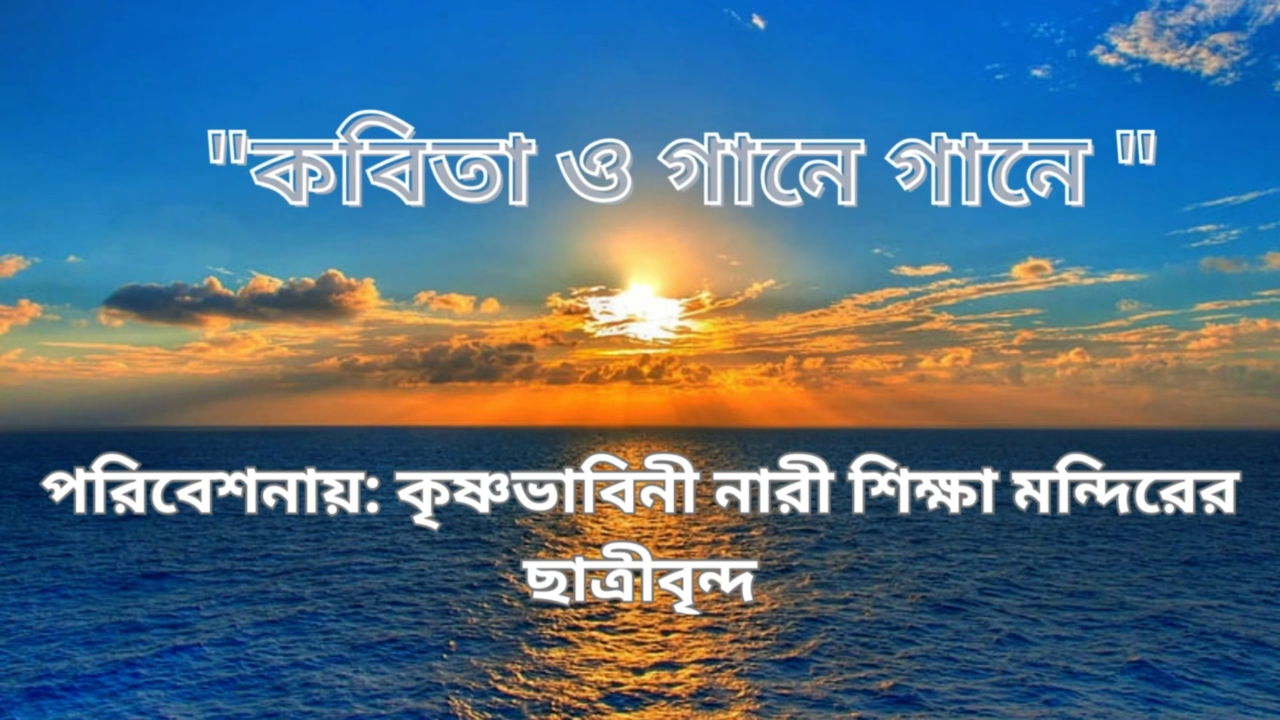 "কবিতা ও গানে গানে "
পরিবেশনায়: কৃষ্ণভাবিনী নারী শিক্ষা মন্দিরের
ছাত্রীবৃন্দ